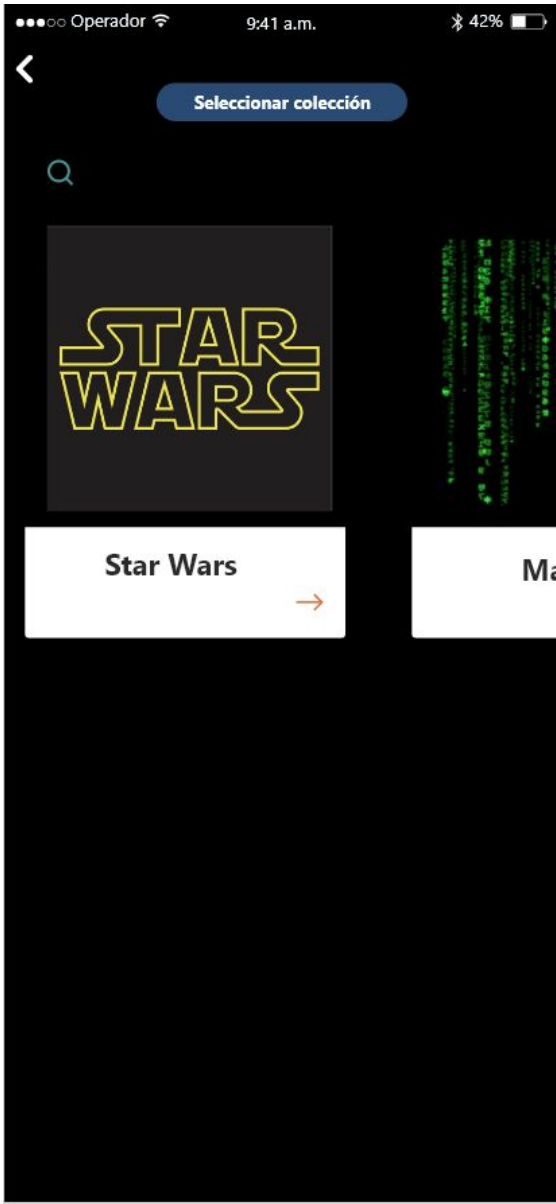 Operador
9:41 a.m.
42%
Seleccionar colección
STAR
WARS
Star Wars
Ma